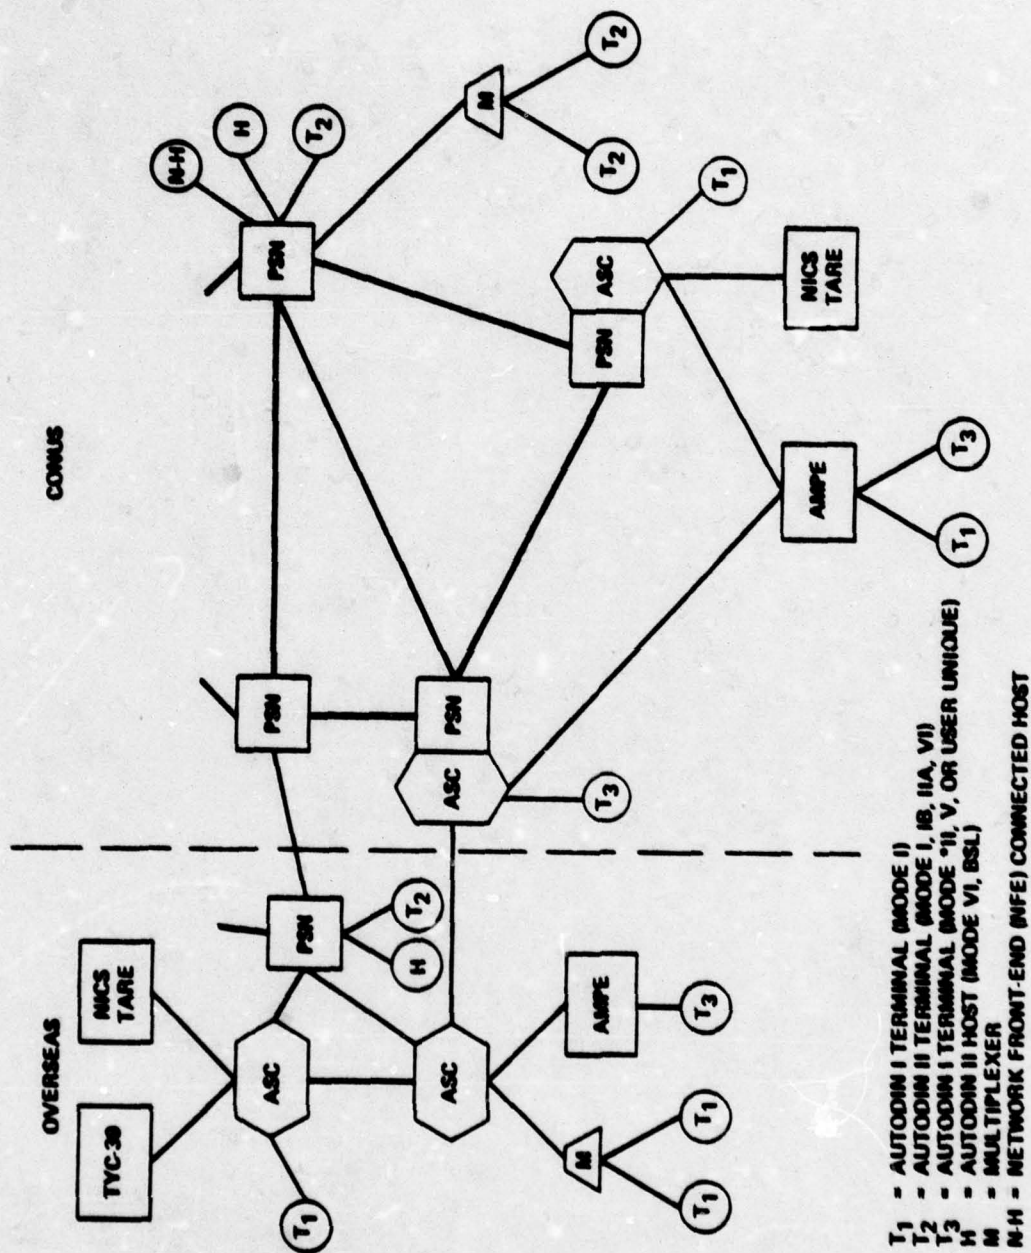 OVERSEAS
CONUS
TYC-39
NICS
TARE
N-H
H
ASC
PSN
PSN
PSN
T1
T2
H
T2
ASC
ASC
PSN
M
M
AMPE
T3
PSN
ASC
T2
T2
T1
T1
T3
T1
AMPE
NICS
TARE
T1
T3
T1 = AUTODIN I TERMINAL (MODE I)
T2 = AUTODIN II TERMINAL (MODE I, IB, IIA, VI)
T3 = AUTODIN I TERMINAL (MODE *II, V, OR USER UNIQUE)
H = AUTODIN II HOST (MODE VI, BSL)
M = MULTIPLEXER
N-H = NETWORK FRONT-END (NFE) CONNECTED HOST